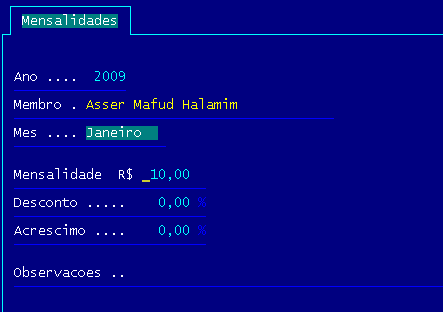 Mensalidades
Ano .... 2009
Membro . Asser Mafud Halamim
Mes .... Janeiro
Mensalidade R$ _10,00
Desconto ..... 0,00 %
Acrescimo .... 0,00 %
Observacoes ..